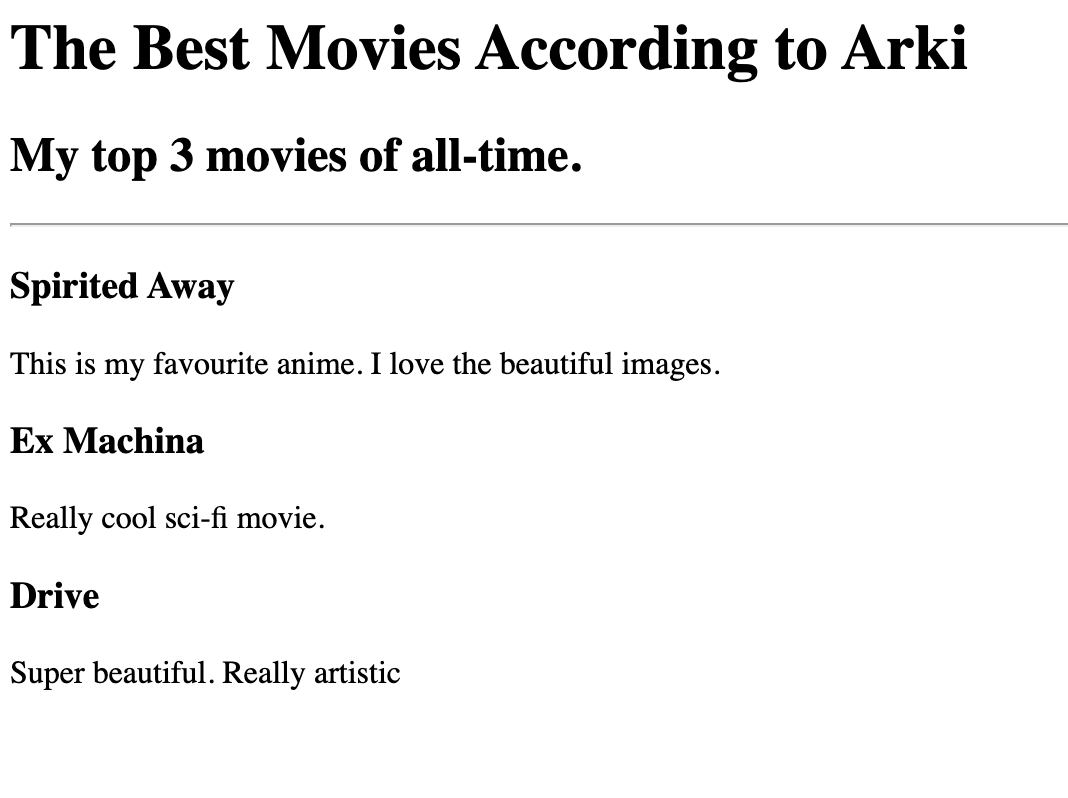 The Best Movies According to Arki
My top 3 movies of all-time.
Spirited Away
This is my favourite anime. I love the beautiful images.
Ex Machina
Really cool sci-fi movie.
Drive
Super beautiful. Really artistic